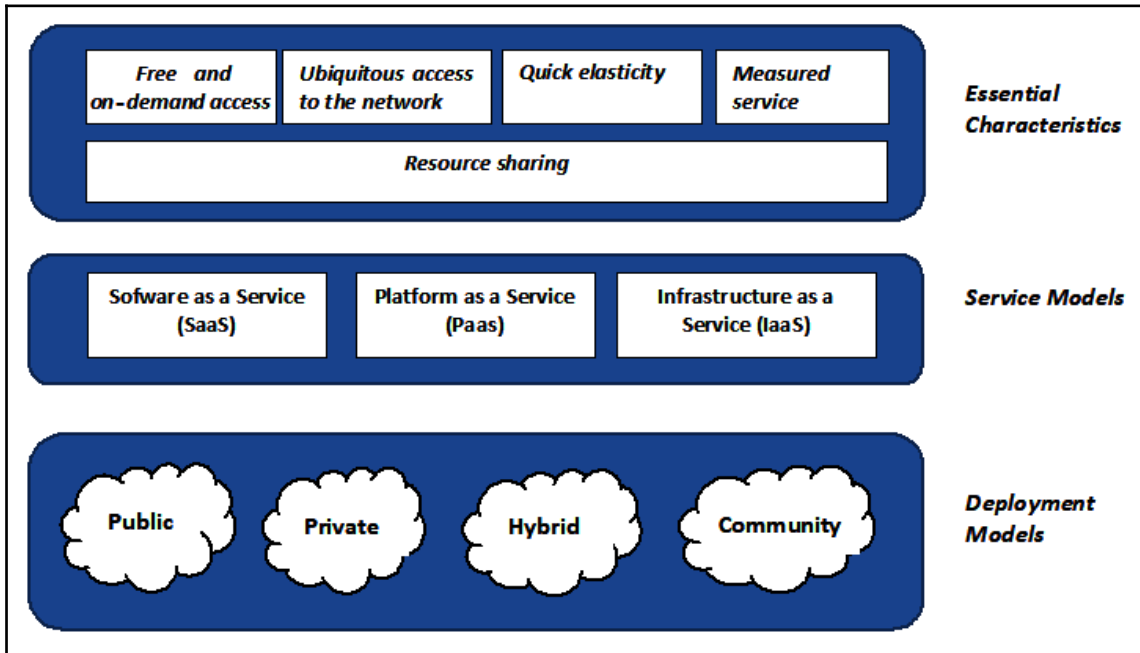 Free and
on-demand access
Ubiquitous access
to the network
Quick elasticity
Measured
service
Essential
Characteristics
Resource sharing
Sofware as a Service
(SaaS)
Platform as a Service
(Paas)
Infrastructure as a
Service (IaaS)
Service Models
Public
Private
Hybrid
Community
Deployment
Models